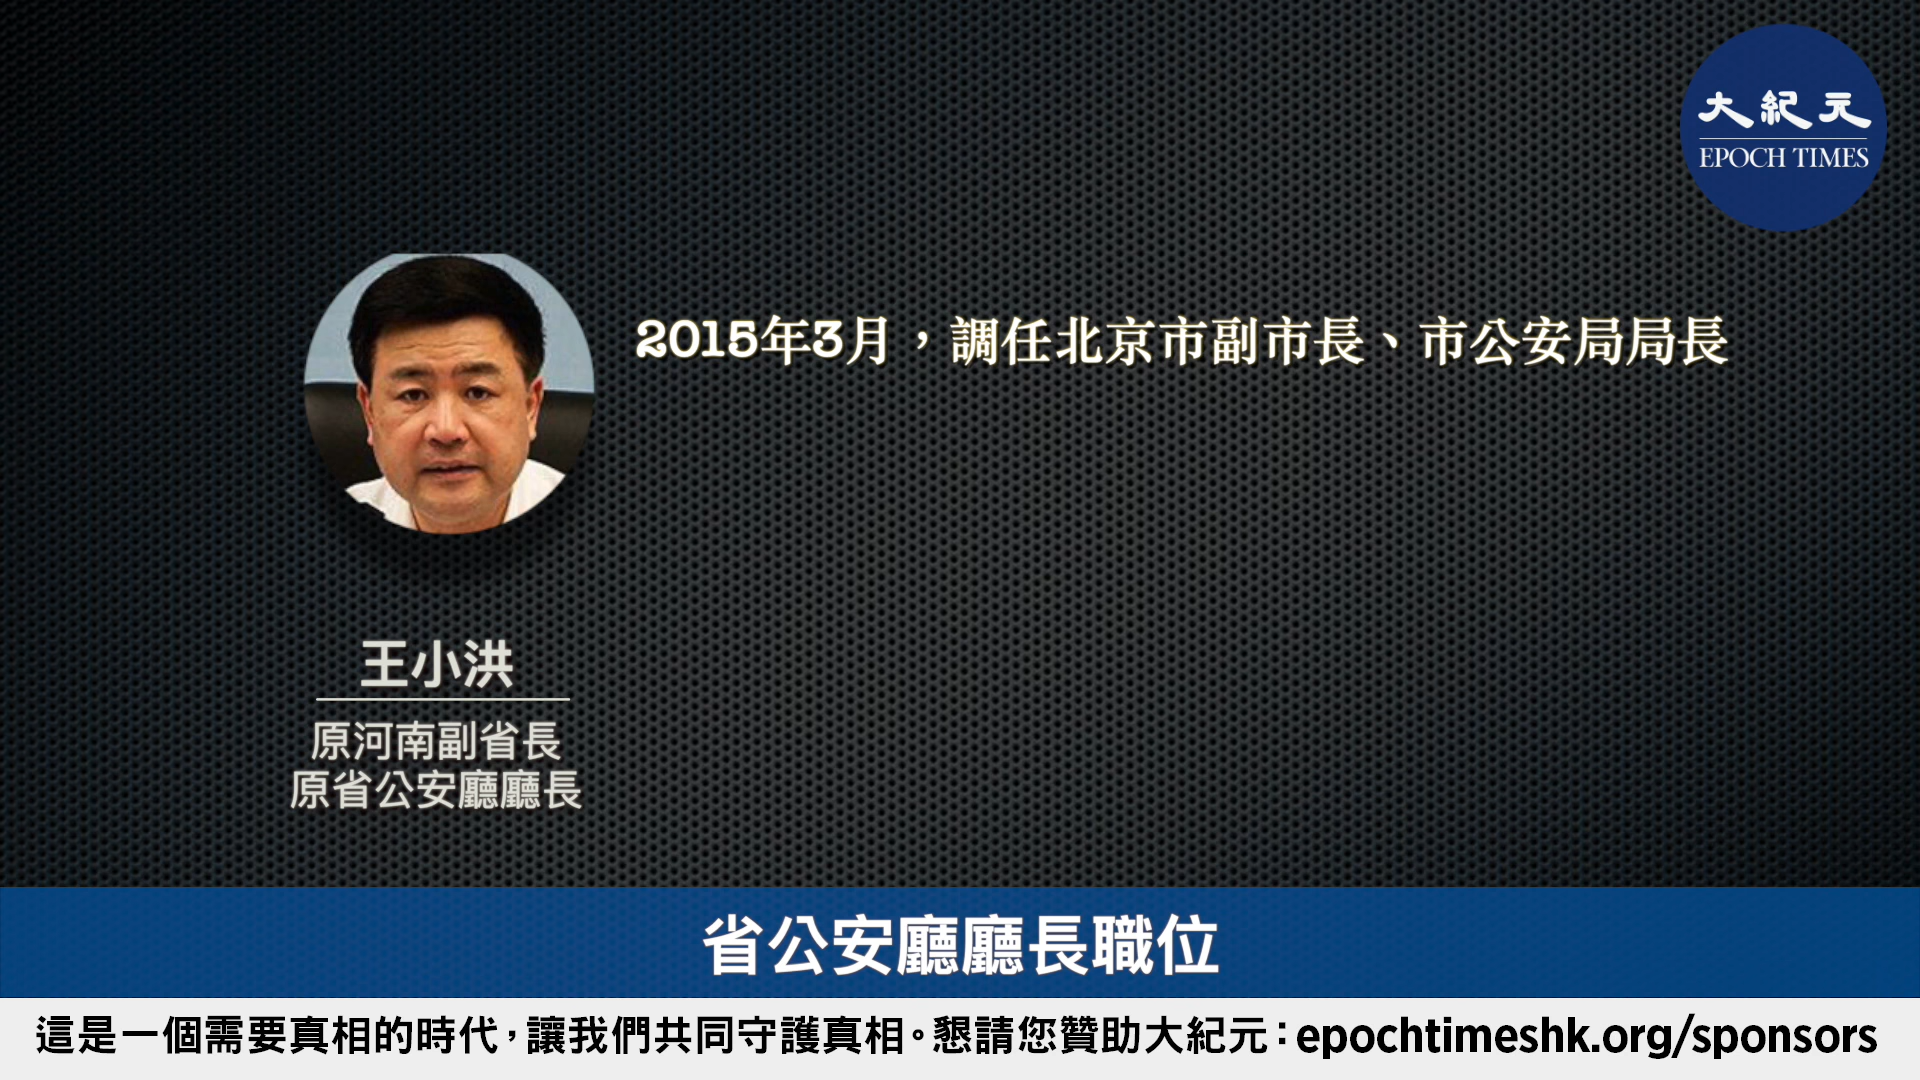 大紀元
EPOCH TIMES
2015年3月，調任北京市副市長、市公安局局長
王小洪
原河南副省長
原省公安廳廳長
省公安廳廳長職位
這是一個需要真相的時代，讓我們共同守護真相。懇請您贊助大紀元：epochtimeshk.org/sponsors